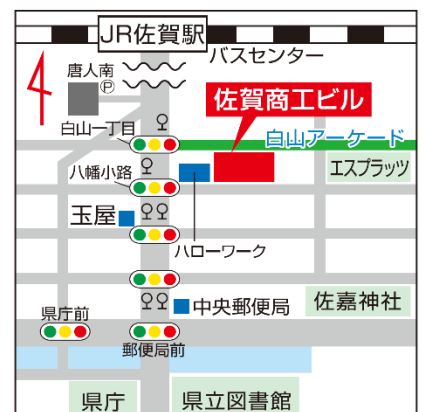 JR佐賀駅
バスセンター
唐人南
Ⓟ
佐賀商工ビル
白山一丁目
白山アーケード
八幡小路
エスプラッツ
玉屋
ハローワーク
中央郵便局
佐嘉神社
県庁前
郵便局前
県庁
県立図書館